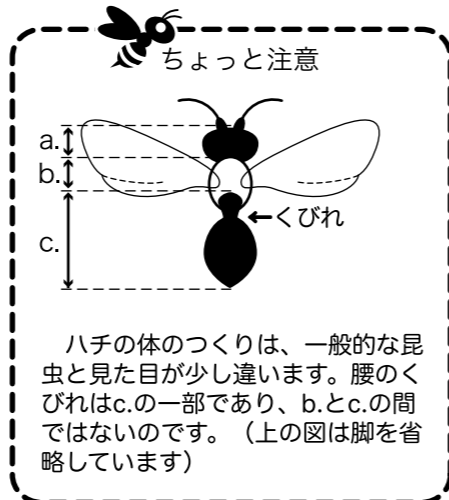 ちょっと注意
a.
b.
c.
←くびれ
ハチの体のつくりは、一般的な昆
虫と見た目が少し違います。腰のく
びれはc.の一部であり、b.とc.の間
ではないのです。（上の図は脚を省
略しています）